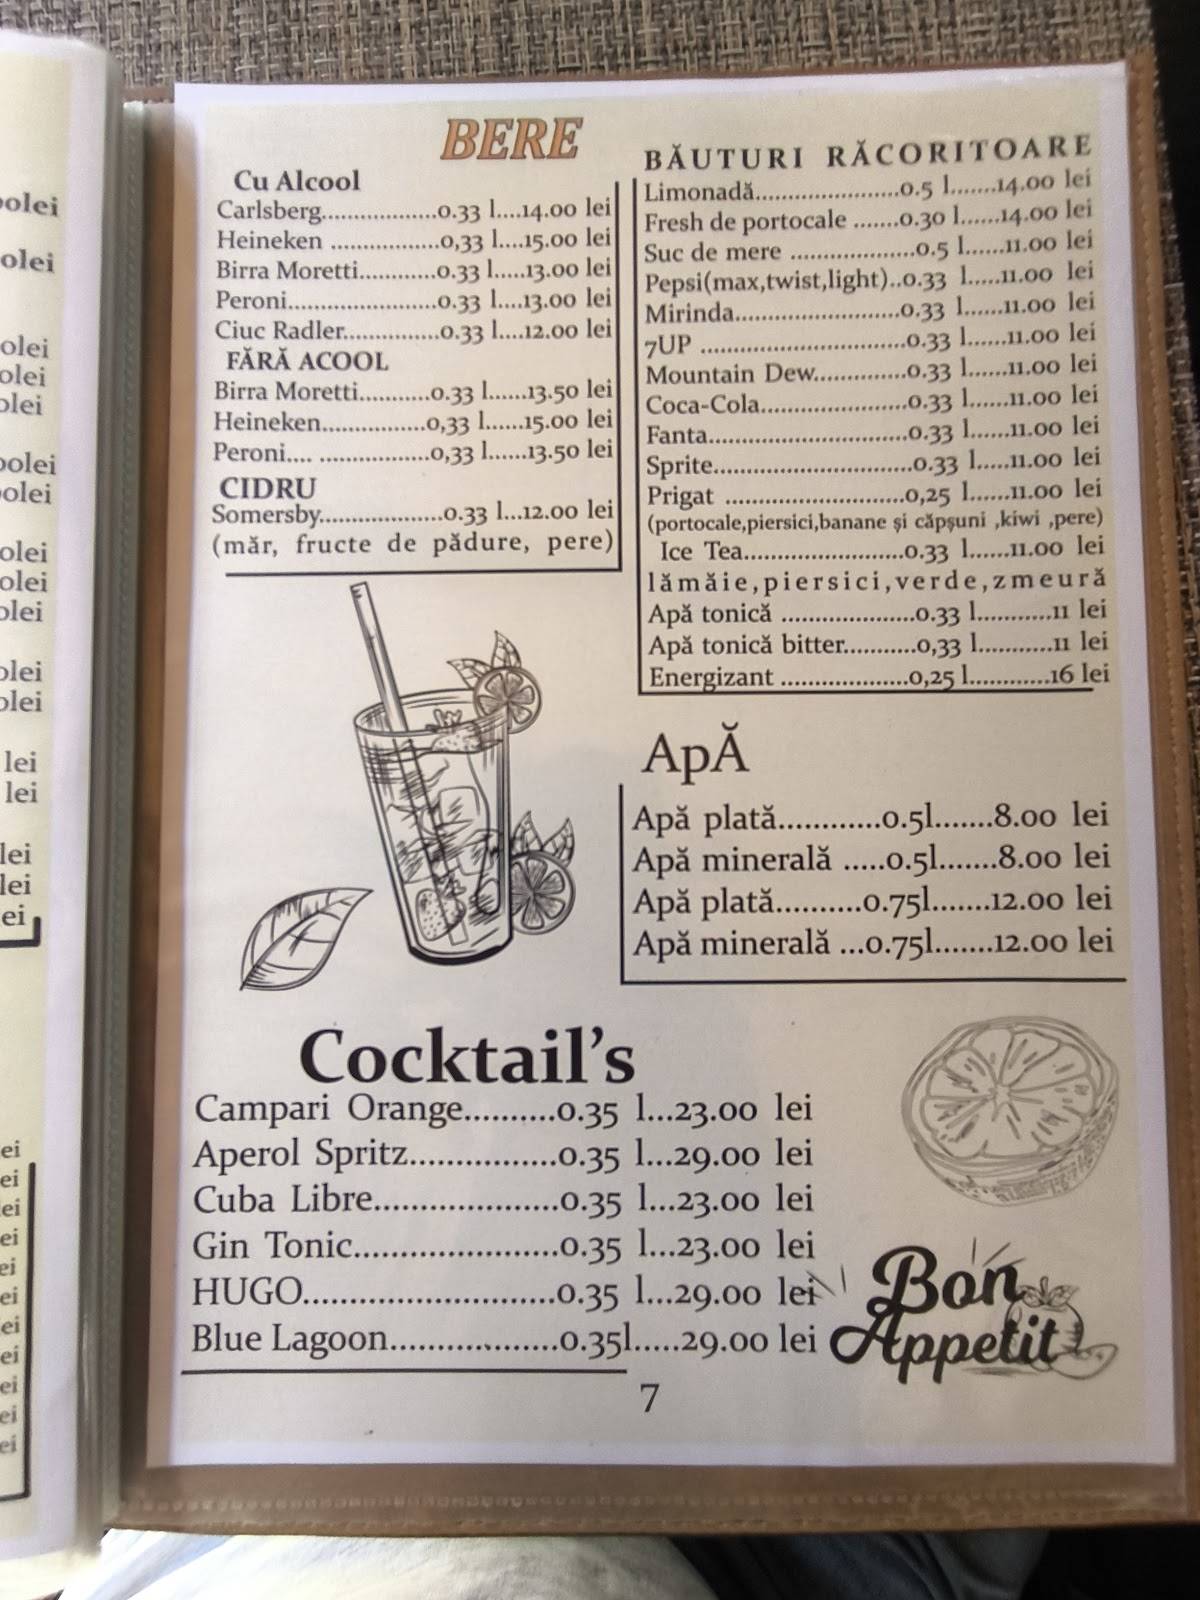 BERE
Cu Alcool
Carlsberg..................0.33 l....14.00 lei
Heineken .................0,33 l....15.00 lei
Birra Moretti............0.33 l.....13.00 lei
Peroni.......................0.33 l....13.00 lei
Ciuc Radler...............0.33 l....12.00 lei
FĂRĂ ACOOL
Birra Moretti...........0.33 l......13.50 lei
Heineken................0,33 l......15.00 lei
Peroni.... .................0,33 l......13.50 lei
CIDRU
Somersby...................0.33 l...12.00 lei
(măr, fructe de pădure, pere)
BĂUTURI RĂCORITOARE
Limonadă......................0.5 l.......14.00 lei
Fresh de portocale .......0.30 l......14.00 lei
Suc de mere ...................0.5 l......11.00 lei
Pepsi(max,twist,light)..0.33 l.....11.00 lei
Mirinda.........................0.33 l......11.00 lei
7UP ...............................0.33 l......11.00 lei
Mountain Dew..............0.33 l......11.00 lei
Coca-Cola......................0.33 l......11.00 lei
Fanta..............................0.33 l......11.00 lei
Sprite..............................0.33 l.....11.00 lei
Prigat ...........................0,25 l......11.00 lei
(portocale,piersici,banane și căpșuni ,kiwi ,pere)
Ice Tea........................0.33 l......11.00 lei
lămăie,piersici,verde,zmeură
Apă tonică ....................0.33 l...........11 lei
Apă tonică bitter...........0,33 l...........11 lei
Energizant ...................0,25 l............16 lei
ApĂ
Apă plată............0.5l.......8.00 lei
Apă minerală .....0.5l.......8.00 lei
Apă plată..........0.75l.......12.00 lei
Apă minerală ...0.75l.......12.00 lei
Cocktail's
Campari Orange..........0.35 l...23.00 lei
Aperol Spritz................0.35 l...29.00 lei
Cuba Libre....................0.35 l...23.00 lei
Gin Tonic......................0.35 l...23.00 lei
HUGO...........................0.35 l...29.00 lei
Blue Lagoon..................0.35l.....29.00 lei
Bon
Appetit
7